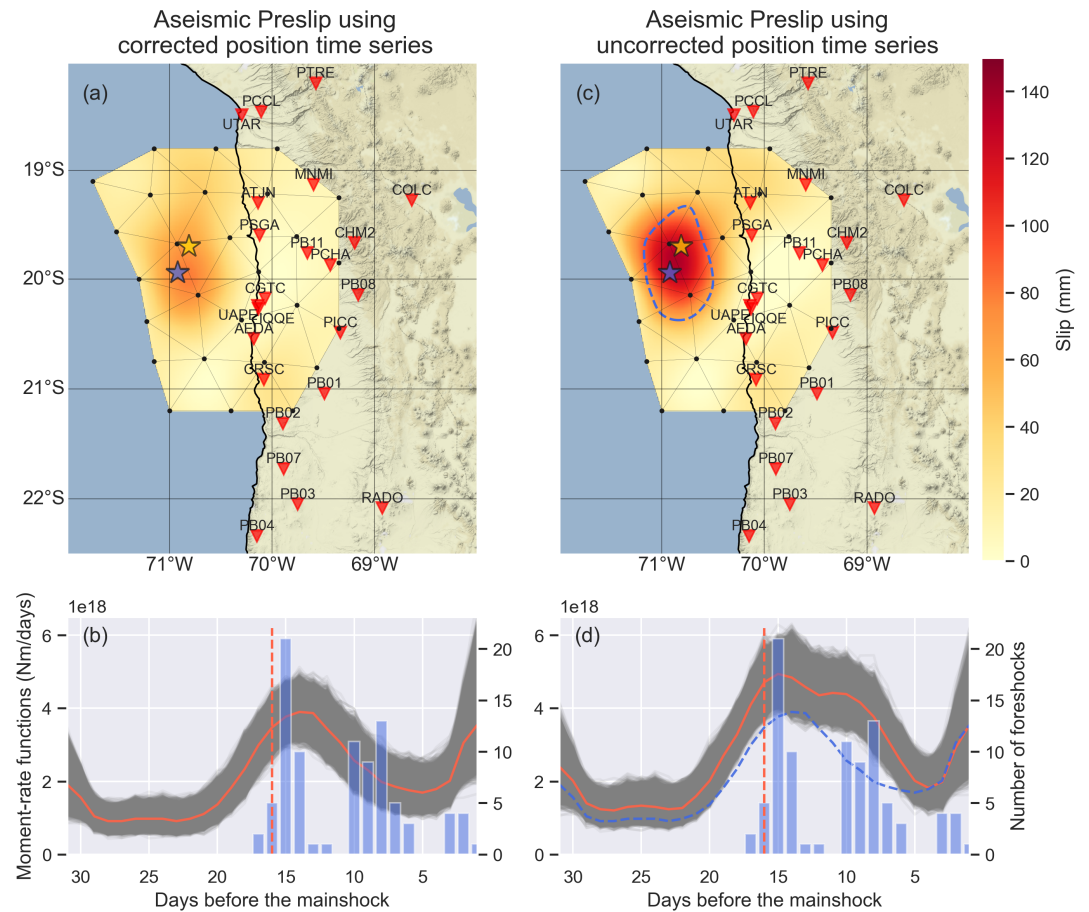 Aseismic Preslip using
corrected position time series
Aseismic Preslip using
uncorrected position time series
(a)
PTRE
PCCL
UTAR
19°S
MNMI
ATJN
COLC
PSGA
CHM2
PB11
PCHA
20°S
PB08
CGTC
UAPE
IQQE
PICC
AEDA
CRSC
21°S
PB01
PB02
PB07
22°S
PB03
RADO
PB04
71°W
70°W
69°W
(c)
PTRE
PCCL
UTAR
MNMI
ATJN
COLC
PSGA
CHM2
PB11
PCHA
PB08
CGTC
UAPE
IQQE
PICC
AEDA
CRSC
PB01
PB02
PB07
PB03
RADO
PB04
71°W
70°W
69°W
140
120
100
80
60
40
20
0
Slip (mm)
1e18
(b)
Moment-rate functions (Nm/days)
6
4
2
0
20
15
10
5
0
30
25
20
15
10
5
Days before the mainshock
1e18
(d)
6
4
2
0
20
15
10
5
0
Number of foreshocks
30
25
20
15
10
5
Days before the mainshock